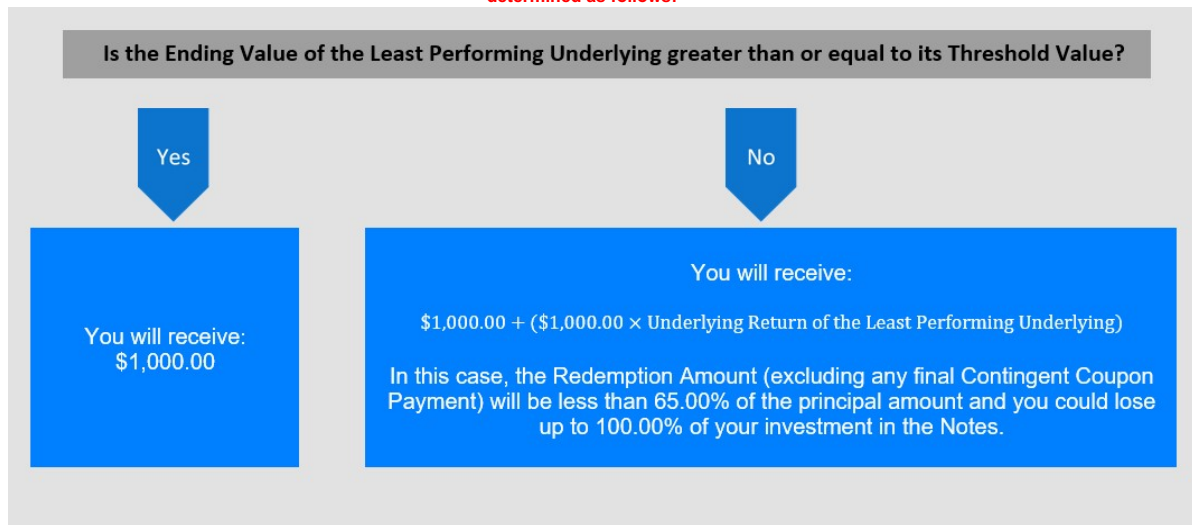 determined as follows:
Is the Ending Value of the Least Performing Underlying greater than or equal to its Threshold Value?
Yes
No
You will receive:
$1,000.00
You will receive:
$1,000.00 + ($1,000.00 × Underlying Return of the Least Performing Underlying)
In this case, the Redemption Amount (excluding any final Contingent Coupon
Payment) will be less than 65.00% of the principal amount and you could lose
up to 100.00% of your investment in the Notes.